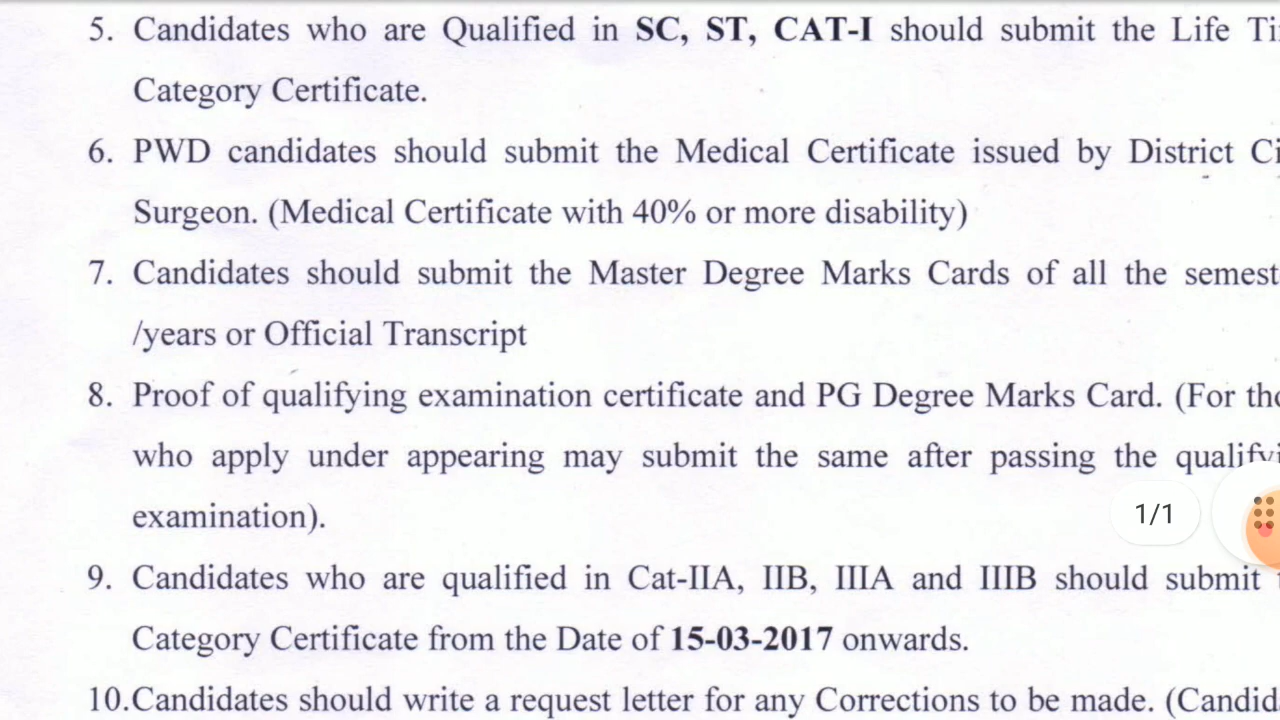 5. Candidates who are Qualified in SC, ST, CAT-I should submit the Life
Category Certificate.
6. PWD candidates should submit the Medical Certificate issued by District
Surgeon. (Medical Certificate with 40% or more disability)
7. Candidates should submit the Master Degree Marks Cards of all the
/years or Official Transcript
8. Proof of qualifying examination certificate and PG Degree Marks Card. (For
who apply under appearing may submit the same after passing the
examination).
1/1
9. Candidates who are qualified in Cat-IIA, IIB, IIIA and IIIB should submit
Category Certificate from the Date of 15-03-2017 onwards.
10.Candidates should write a request letter for any Corrections to be made.